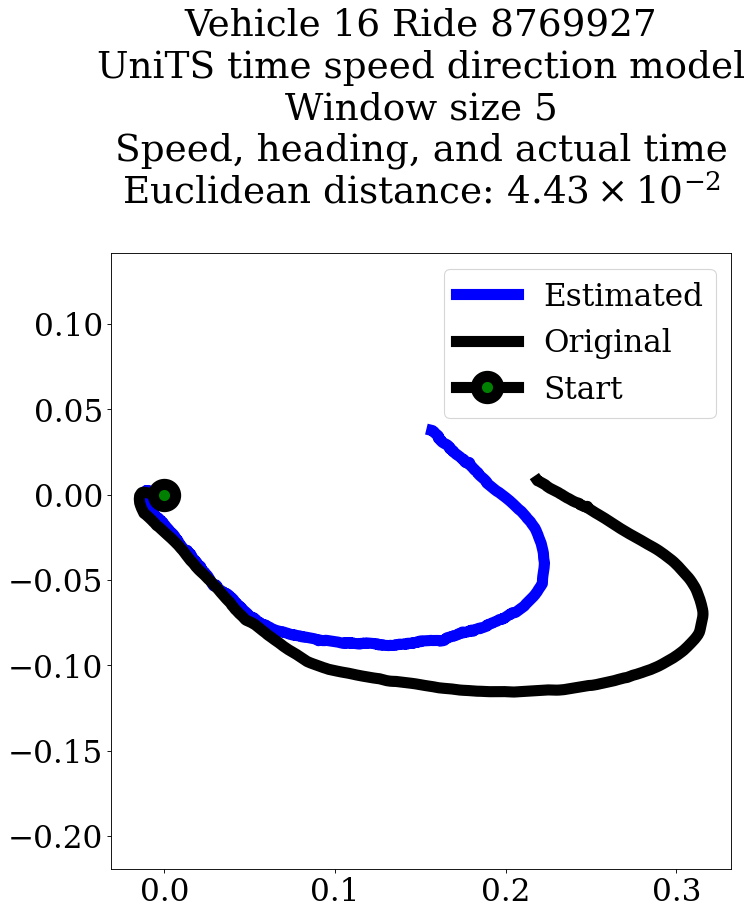 Vehicle 16 Ride 8769927
UniTS time speed direction model
Window size 5
Speed, heading, and actual time
Euclidean distance: 4.43 × 10⁻²
Estimated
Original
Start
0.10
0.05
0.00
−0.05
−0.10
−0.15
−0.20
0.0 0.1 0.2 0.3